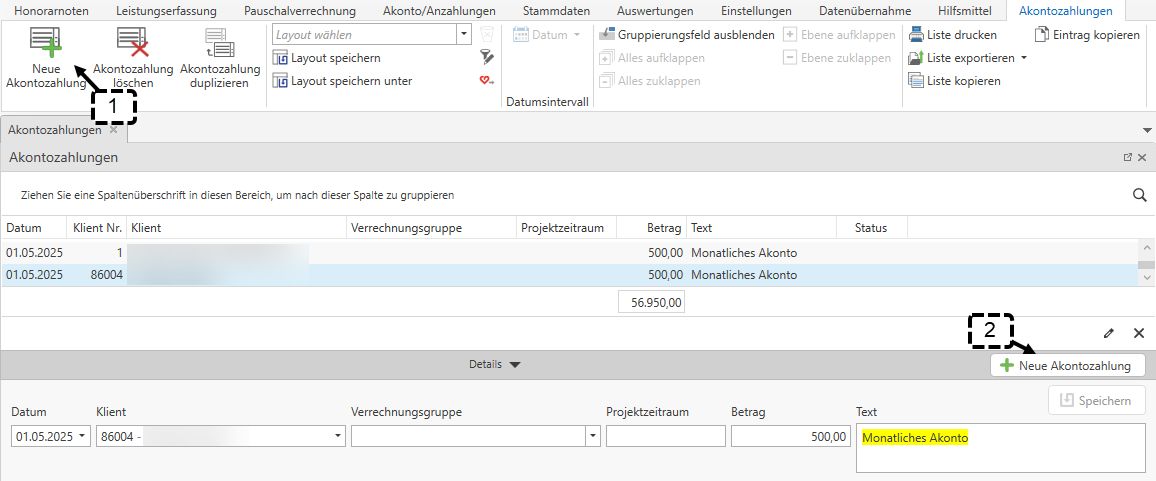 Honorarnoten Leistungserfassung Pauschalverrechnung Akonto/Anzahlungen Stammdaten Auswertungen Einstellungen Datenübernahme Hilfsmittel Akontozahlungen
Neue Akontozahlung
Akontozahlung löschen
Akontozahlung duplizieren
Layout wählen
Layout speichern
Layout speichern unter
Datum
Datumsintervall
Gruppierungsfeld ausblenden
Alles aufklappen
Alles zuklappen
Ebene aufklappen
Ebene zuklappen
Liste drucken
Liste exportieren
Liste kopieren
Eintrag kopieren
1
Akontozahlungen
Akontozahlungen
Ziehen Sie eine Spaltenüberschrift in diesen Bereich, um nach dieser Spalte zu gruppieren
Datum Klient Nr. Klient Verrechnungsgruppe Projektzeitraum Betrag Text Status
01.05.2025 1 500,00 Monatliches Akonto
01.05.2025 86004 500,00 Monatliches Akonto
56.950,00
2
Details
Neue Akontozahlung
Speichern
Datum Klient Verrechnungsgruppe Projektzeitraum Betrag Text
01.05.2025 86004 - 500,00 Monatliches Akonto